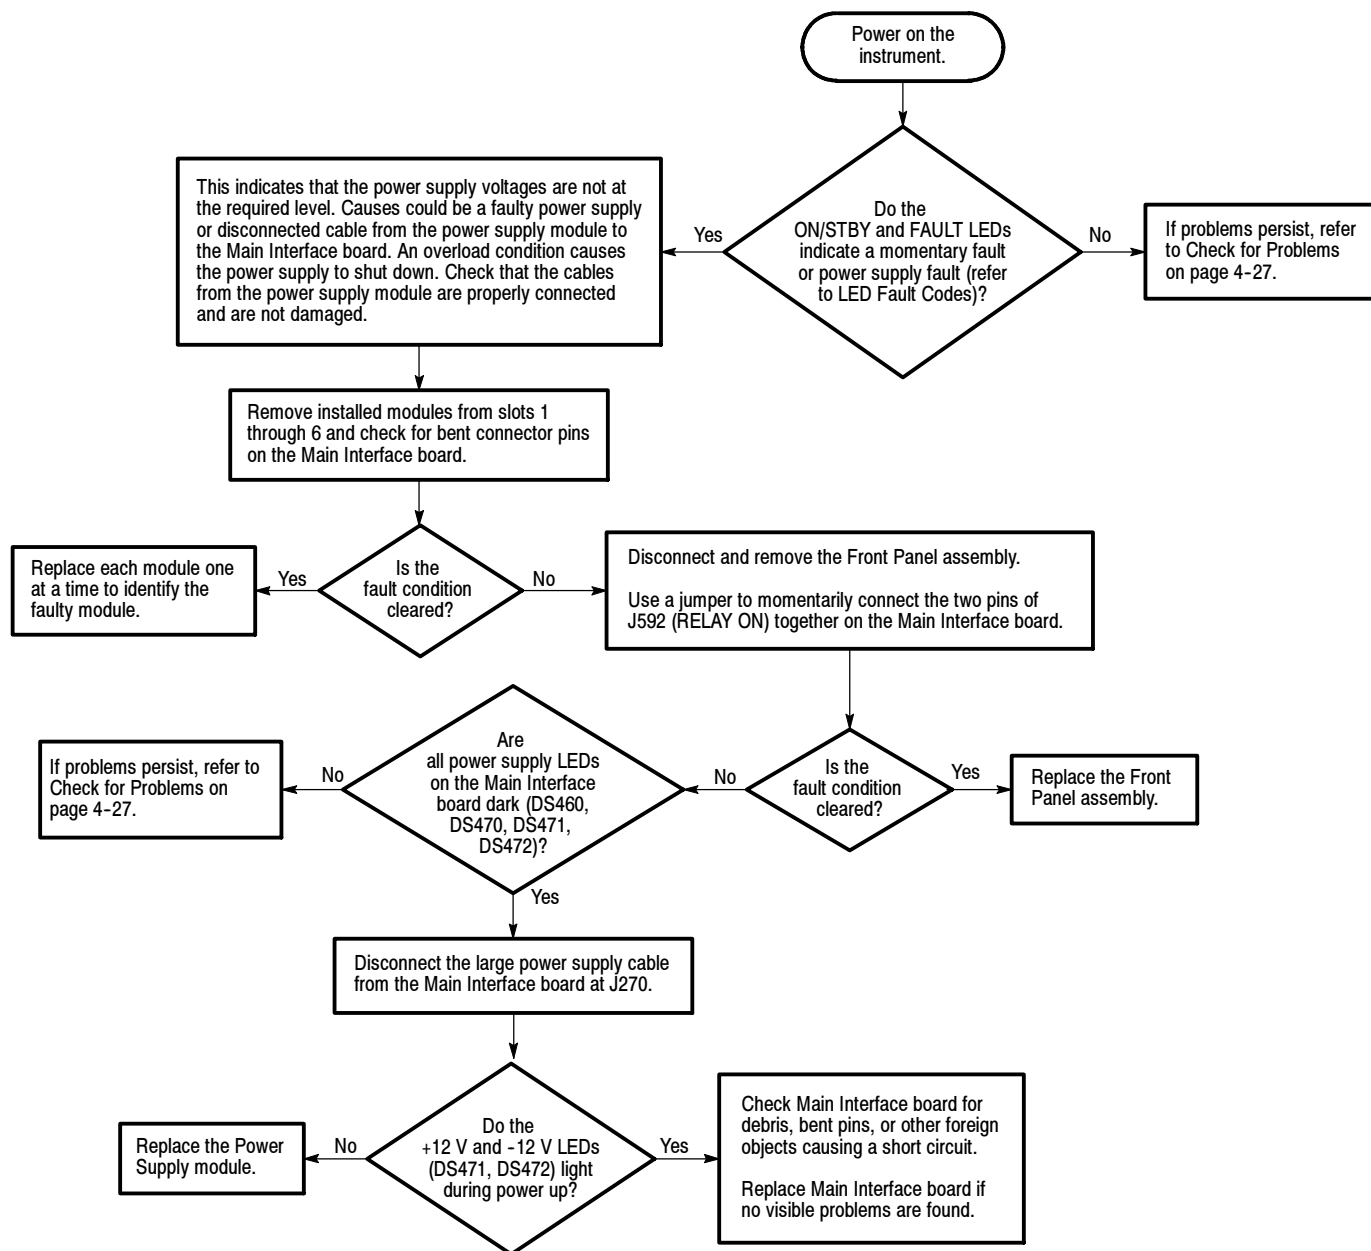 Power on the
instrument.
This indicates that the power supply voltages are not at
the required level. Causes could be a faulty power supply
or disconnected cable from the power supply module to
the Main Interface board. An overload condition causes
the power supply to shut down. Check that the cables
from the power supply module are properly connected
and are not damaged.
Yes
Do the
ON/STBY and FAULT LEDs
indicate a momentary fault
or power supply fault (refer
to LED Fault Codes)?
No
If problems persist, refer
to Check for Problems
on page 4-27.
Remove installed modules from slots 1
through 6 and check for bent connector pins
on the Main Interface board.
Replace each module one
at a time to identify the
faulty module.
Yes
Is the
fault condition
cleared?
No
Disconnect and remove the Front Panel assembly.
Use a jumper to momentarily connect the two pins of
J592 (RELAY ON) together on the Main Interface board.
If problems persist, refer to
Check for Problems on
page 4-27.
No
Are
all power supply LEDs
on the Main Interface
board dark (DS460,
DS470, DS471,
DS472)?
No
Is the
fault condition
cleared?
Yes
Replace the Front
Panel assembly.
Yes
Disconnect the large power supply cable
from the Main Interface board at J270.
Replace the Power
Supply module.
No
Do the
+12 V and -12 V LEDs
(DS471, DS472) light
during power up?
Yes
Check Main Interface board for
debris, bent pins, or other foreign
objects causing a short circuit.
Replace Main Interface board if
no visible problems are found.